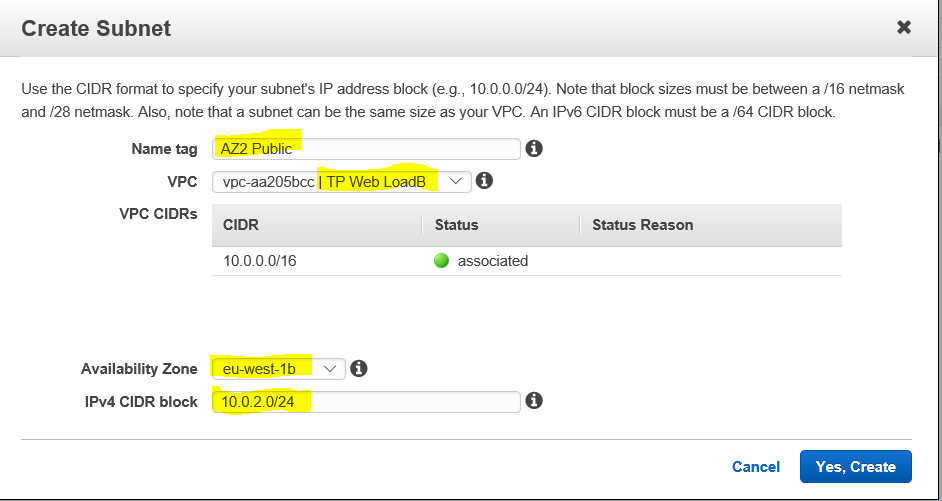 Create Subnet
Use the CIDR format to specify your subnet's IP address block (e.g., 10.0.0.0/24). Note that block sizes must be between a /16 netmask
and /28 netmask. Also, note that a subnet can be the same size as your VPC. An IPv6 CIDR block must be a /64 CIDR block.
Name tag AZ2 Public
VPC vpc-aa205bcc | TP Web LoadB
VPC CIDRs CIDR Status Status Reason
10.0.0.0/16 associated
Availability Zone eu-west-1b
IPv4 CIDR block 10.0.2.0/24
Cancel Yes, Create